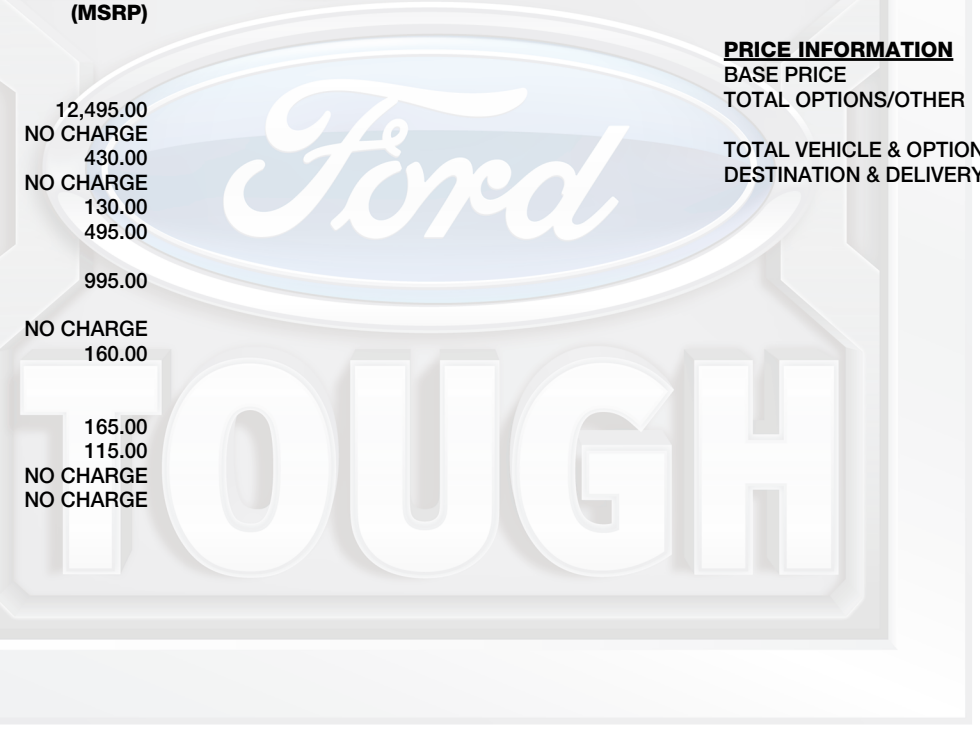 (MSRP)
12,495.00
NO CHARGE
430.00
NO CHARGE
130.00
495.00
995.00
NO CHARGE
160.00
165.00
115.00
NO CHARGE
NO CHARGE
PRICE INFORMATION
BASE PRICE
TOTAL OPTIONS/OTHER
TOTAL VEHICLE & OPTION
DESTINATION & DELIVERY
Ford
TOUGH